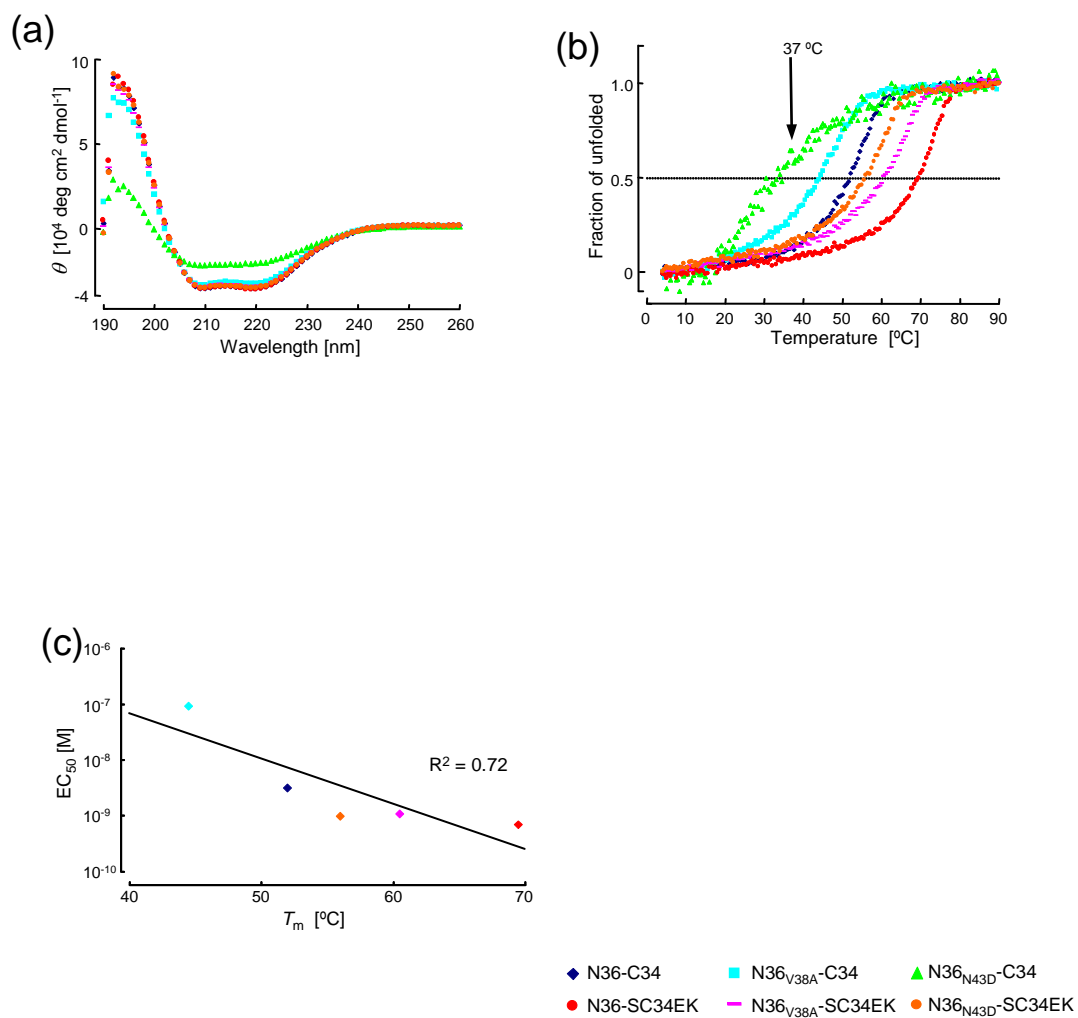 (a)
10
5
0
-4
θ [10⁴ deg cm² dmol⁻¹]
190 200 210 220 230 240 250 260
Wavelength [nm]
(b)
37 ºC
1.0
0.5
0
Fraction of unfolded
0 10 20 30 40 50 60 70 80 90
Temperature [ºC]
(c)
10⁻⁶
10⁻⁷
10⁻⁸
10⁻⁹
10⁻¹⁰
EC₅₀ [M]
R² = 0.72
40 50 60 70
Tₘ [ºC]
N36-C34 N36V38A-C34 N36N43D-C34
N36-SC34EK N36V38A-SC34EK N36N43D-SC34EK